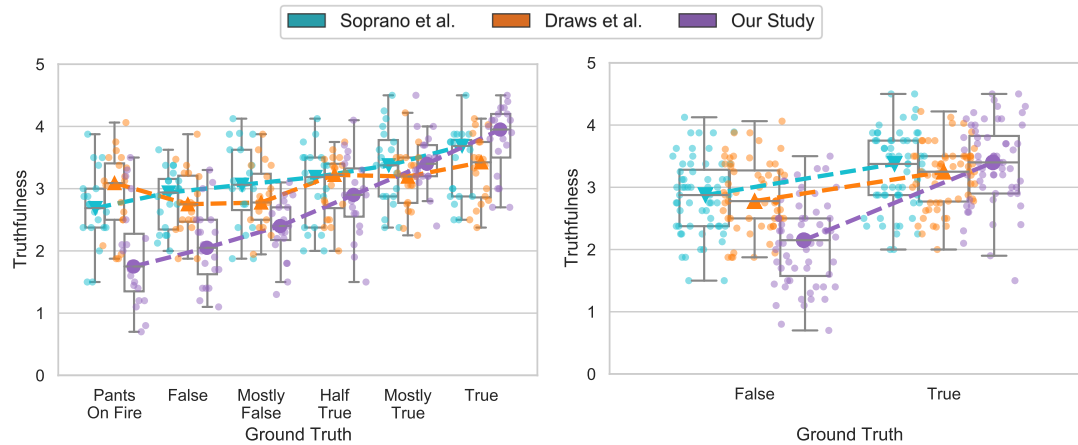 Soprano et al. Draws et al. Our Study
5
4
3
2
1
0
Truthfulness
Pants
On Fire
False
Mostly
False
Half
True
Mostly
True
True
Ground Truth
5
4
3
2
1
0
Truthfulness
False
True
Ground Truth